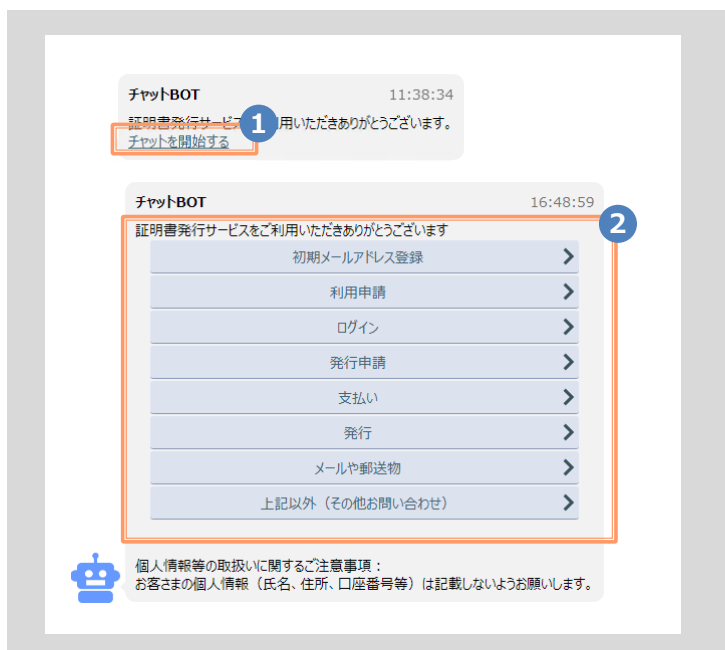 チャットBOT 11:38:34
証明書発行サービス 用いただきありがとうございます。
1
チャットを開始する
チャットBOT 16:48:59
2
証明書発行サービスをご利用いただきありがとうございます
初期メールアドレス登録
利用申請
ログイン
発行申請
支払い
発行
メールや郵送物
上記以外（その他お問い合わせ）
個人情報等の取扱いに関するご注意事項：
お客さまの個人情報（氏名、住所、口座番号等）は記載しないようお願いします。